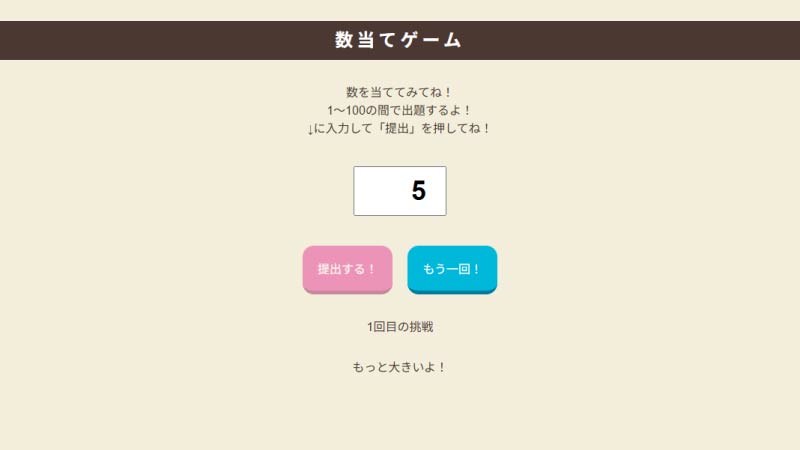 数当てゲーム
数を当ててみてね！
1〜100の間で出題するよ！
↓に入力して「提出」を押してね！
5
提出する！
もう一回！
1回目の挑戦
もっと大きいよ！